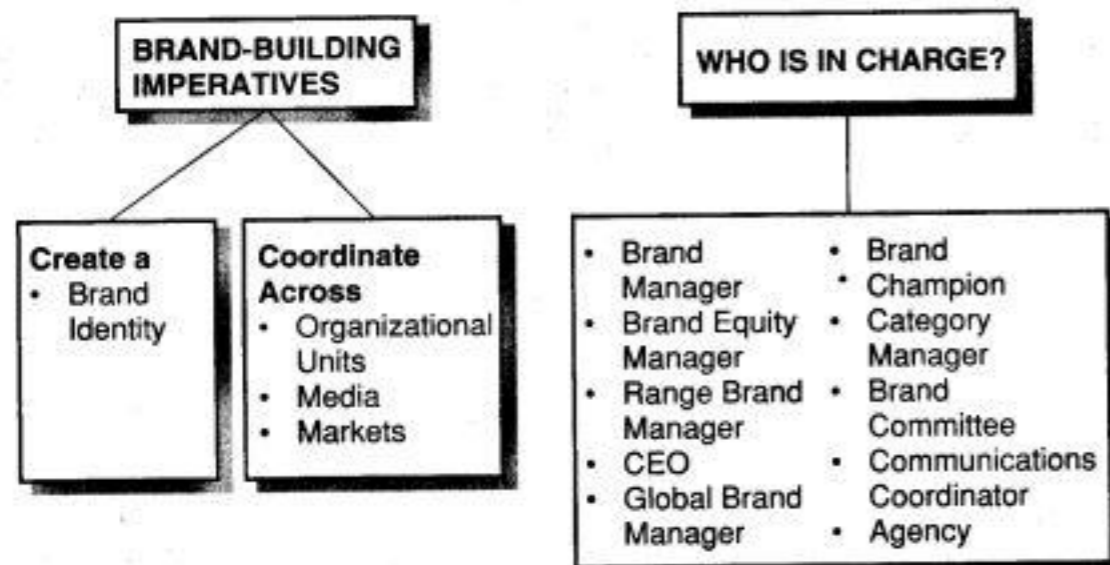 BRAND-BUILDING
IMPERATIVES
Create a
• Brand
Identity
Coordinate
Across
• Organizational
Units
• Media
• Markets
WHO IS IN CHARGE?
• Brand
Manager
• Brand Equity
Manager
• Range Brand
Manager
• CEO
• Global Brand
Manager
• Brand
• Champion
• Category
Manager
• Brand
Committee
• Communications
Coordinator
• Agency